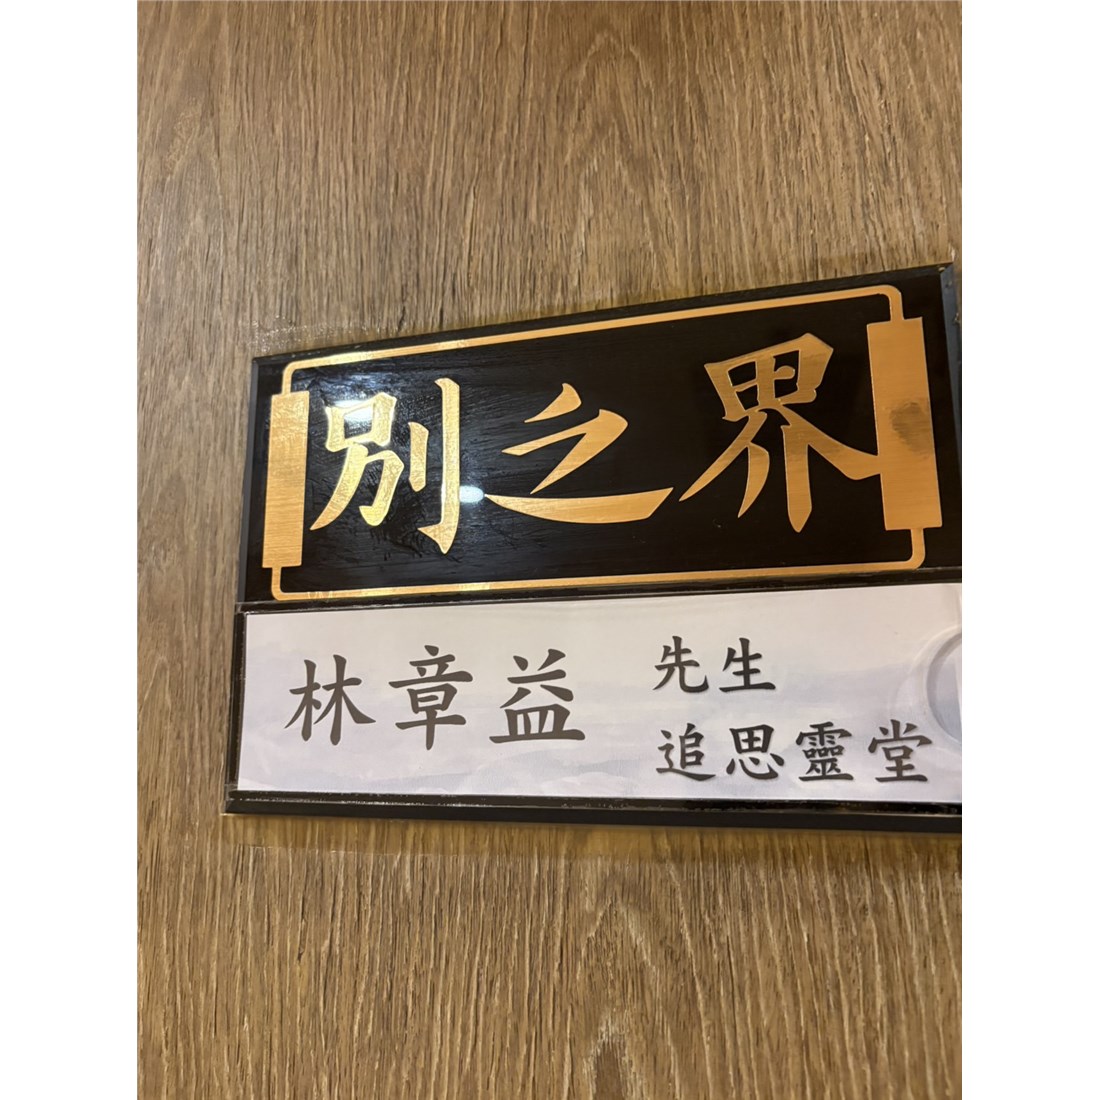 別之界
林章益 先生
追思靈堂